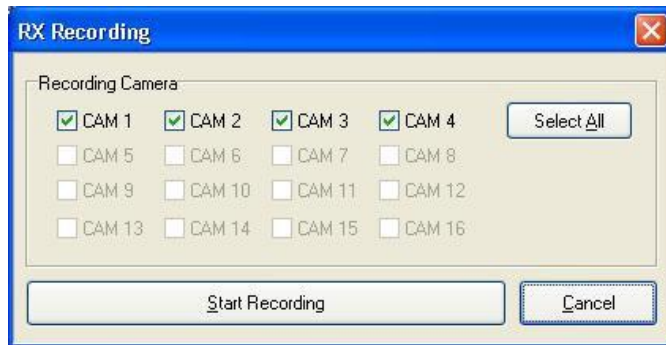 RX Recording
Recording Camera
CAM 1 CAM 2 CAM 3 CAM 4 Select All
CAM 5 CAM 6 CAM 7 CAM 8
CAM 9 CAM 10 CAM 11 CAM 12
CAM 13 CAM 14 CAM 15 CAM 16
Start Recording Cancel